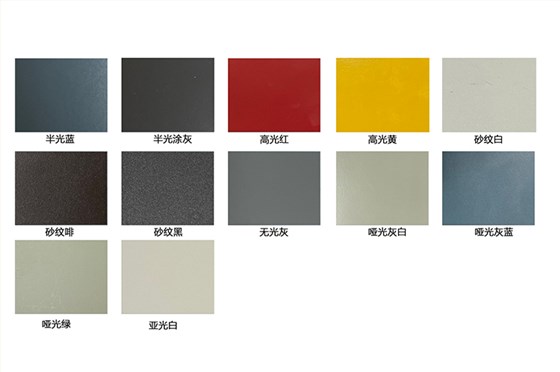 半光蓝
半光涂灰
高光红
高光黄
砂纹白
砂纹啡
砂纹黑
无光灰
哑光灰白
哑光灰蓝
哑光绿
亚光白